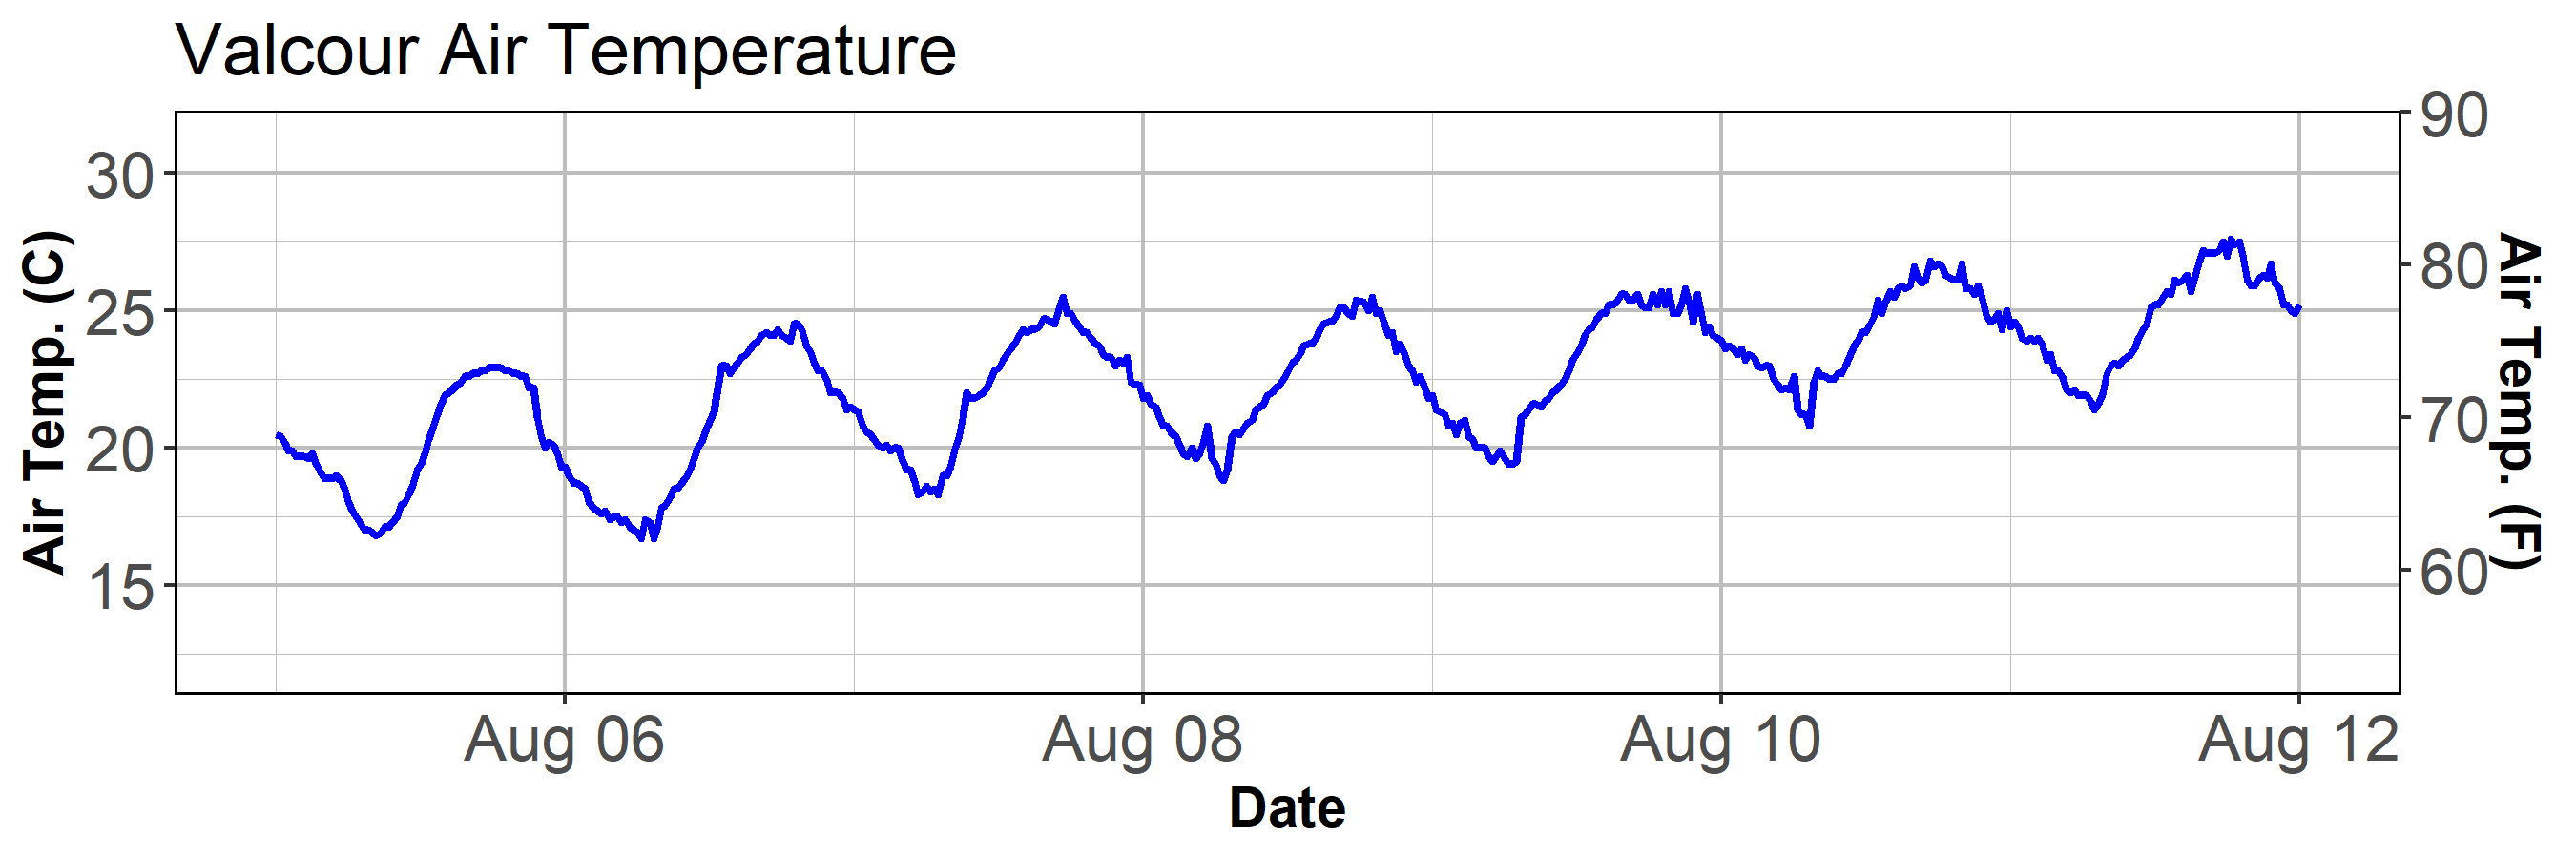 Valcour Air Temperature
Air Temp. (C)
30
25
20
15
90
80
70
60
Air Temp. (F)
Aug 06
Aug 08
Aug 10
Aug 12
Date